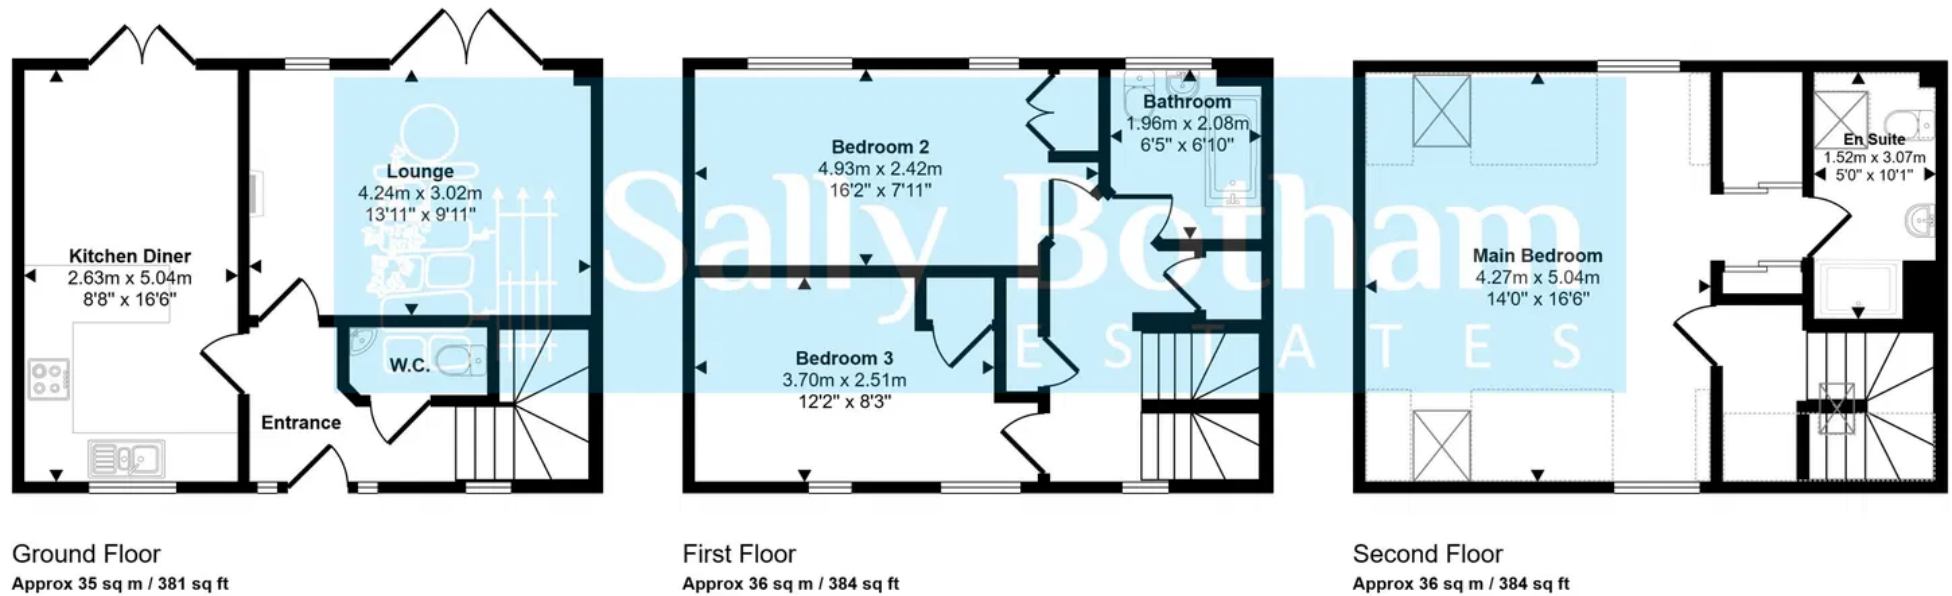 Kitchen Diner
2.63m x 5.04m
8'8" x 16'6"
Lounge
4.24m x 3.02m
13'11" x 9'11"
W.C.
Entrance
Bedroom 2
4.93m x 2.42m
16'2" x 7'11"
Bathroom
1.96m x 2.08m
6'5" x 6'10"
Bedroom 3
3.70m x 2.51m
12'2" x 8'3"
Main Bedroom
4.27m x 5.04m
14'0" x 16'6"
En Suite
1.52m x 3.07m
5'0" x 10'1"
Sally Botham
ESTATES
Ground Floor
Approx 35 sq m / 381 sq ft
First Floor
Approx 36 sq m / 384 sq ft
Second Floor
Approx 36 sq m / 384 sq ft